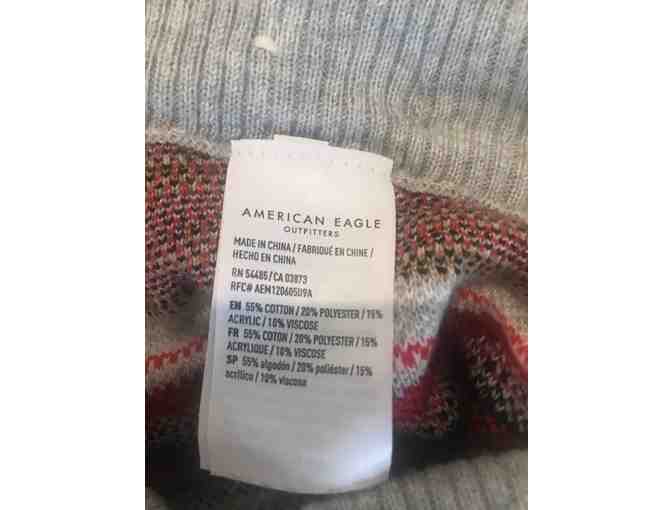 AMERICAN EAGLE
OUTFITTERS
MADE IN CHINA / FABRIQUÉ EN CHINE /
HECHO EN CHINA
RN 54485 / CA 03873
RFC# AEM1206051J9A
EN 55% COTTON / 20% POLYESTER / 15%
ACRYLIC / 10% VISCOSE
FR 55% COTON / 20% POLYESTER / 15%
ACRYLIQUE / 10% VISCOSE
SP 55% algodón / 20% poliéster / 15%
acrílico / 10% viscosa